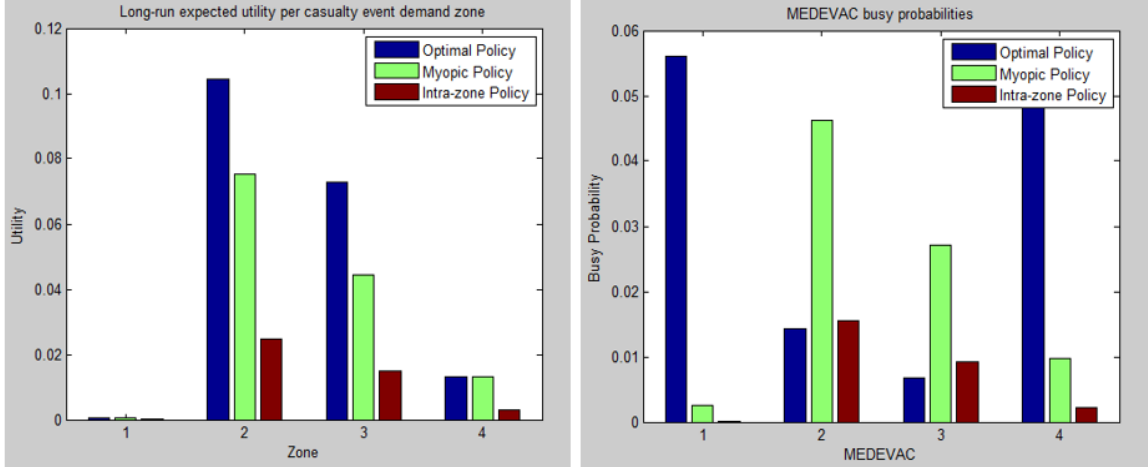 Long-run expected utility per casualty event demand zone
0.12
0.1
0.08
0.06
0.04
0.02
0
Utility
Optimal Policy
Myopic Policy
Intra-zone Policy
1 2 3 4
Zone
MEDEVAC busy probabilities
0.06
0.05
0.04
0.03
0.02
0.01
0
Busy Probability
Optimal Policy
Myopic Policy
Intra-zone Policy
1 2 3 4
MEDEVAC